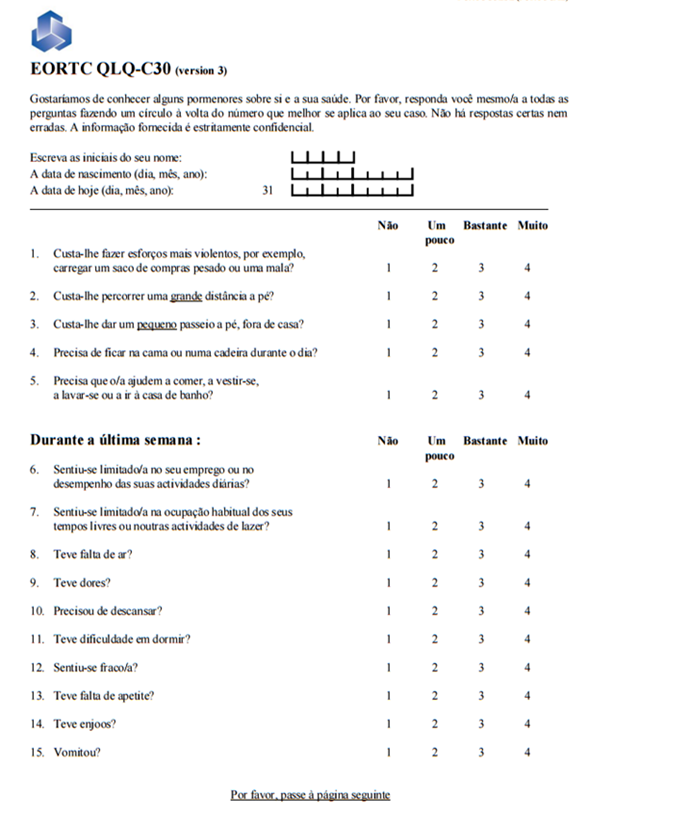 EORTC QLQ-C30 (version 3)
Gostaríamos de conhecer alguns pormenores sobre si e a sua saúde. Por favor, responda você mesmo/a a todas as
perguntas fazendo um círculo à volta do número que melhor se aplica ao seu caso. Não há respostas certas nem
erradas. A informação fornecida é estritamente confidencial.
Escreva as iniciais do seu nome:
A data de nascimento (dia, mês, ano):
A data de hoje (dia, mês, ano): 31
Não Um Bastante Muito
pouco
1. Custa-lhe fazer esforços mais violentos, por exemplo,
carregar um saco de compras pesado ou uma mala? 1 2 3 4
2. Custa-lhe percorrer uma grande distância a pé? 1 2 3 4
3. Custa-lhe dar um pequeno passeio a pé, fora de casa? 1 2 3 4
4. Precisa de ficar na cama ou numa cadeira durante o dia? 1 2 3 4
5. Precisa que o/a ajudem a comer, a vestir-se,
a lavar-se ou a ir à casa de banho? 1 2 3 4
Durante a última semana : Não Um Bastante Muito
pouco
6. Sentiu-se limitado/a no seu emprego ou no
desempenho das suas actividades diárias? 1 2 3 4
7. Sentiu-se limitado/a na ocupação habitual dos seus
tempos livres ou noutras actividades de lazer? 1 2 3 4
8. Teve falta de ar? 1 2 3 4
9. Teve dores? 1 2 3 4
10. Precisou de descansar? 1 2 3 4
11. Teve dificuldade em dormir? 1 2 3 4
12. Sentiu-se fraco/a? 1 2 3 4
13. Teve falta de apetite? 1 2 3 4
14. Teve enjoos? 1 2 3 4
15. Vomitou? 1 2 3 4
Por favor, passe à página seguinte